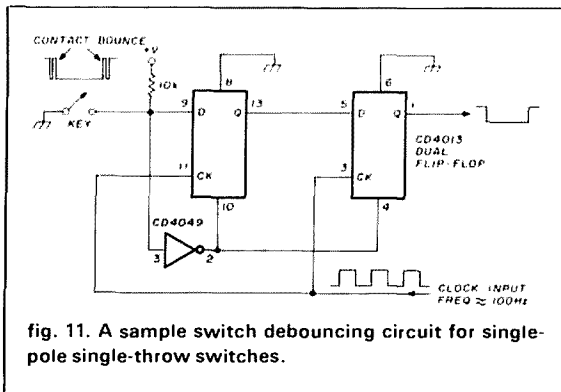 CONTACT BOUNCE
+V
10k
KEY
8
9
D
Q
13
11
CK
10
CD4049
3
2
6
5
D
Q
1
3
CK
4
CD4013
DUAL
FLIP-FLOP
CLOCK INPUT
FREQ ≈ 100Hz
fig. 11. A sample switch debouncing circuit for single-
pole single-throw switches.